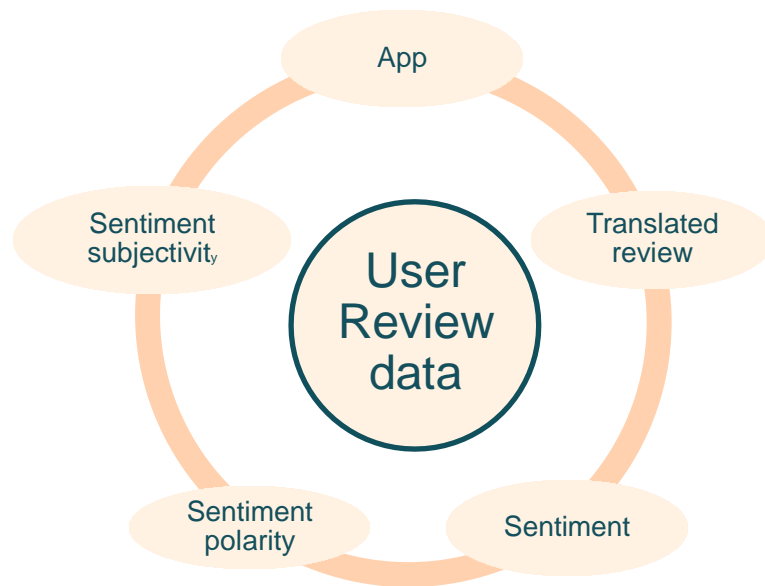 App
Sentiment
subjectivity
Translated
review
User
Review
data
Sentiment
polarity
Sentiment